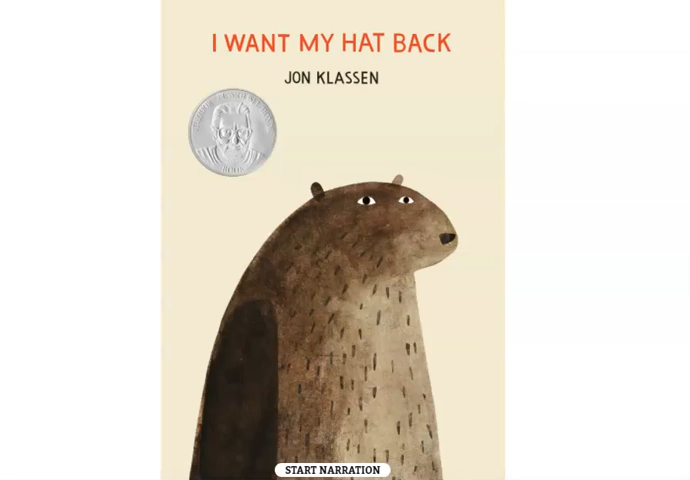 I WANT MY HAT BACK
JON KLASSEN
START NARRATION